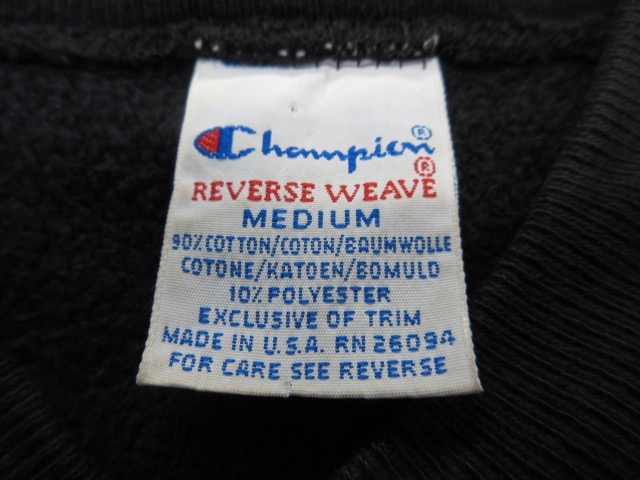 Champion®
REVERSE WEAVE®
MEDIUM
90% COTTON/COTON/BAUMWOLLE
COTONE/KATOEN/BOMULD
10% POLYESTER
EXCLUSIVE OF TRIM
MADE IN U.S.A. RN 26094
FOR CARE SEE REVERSE